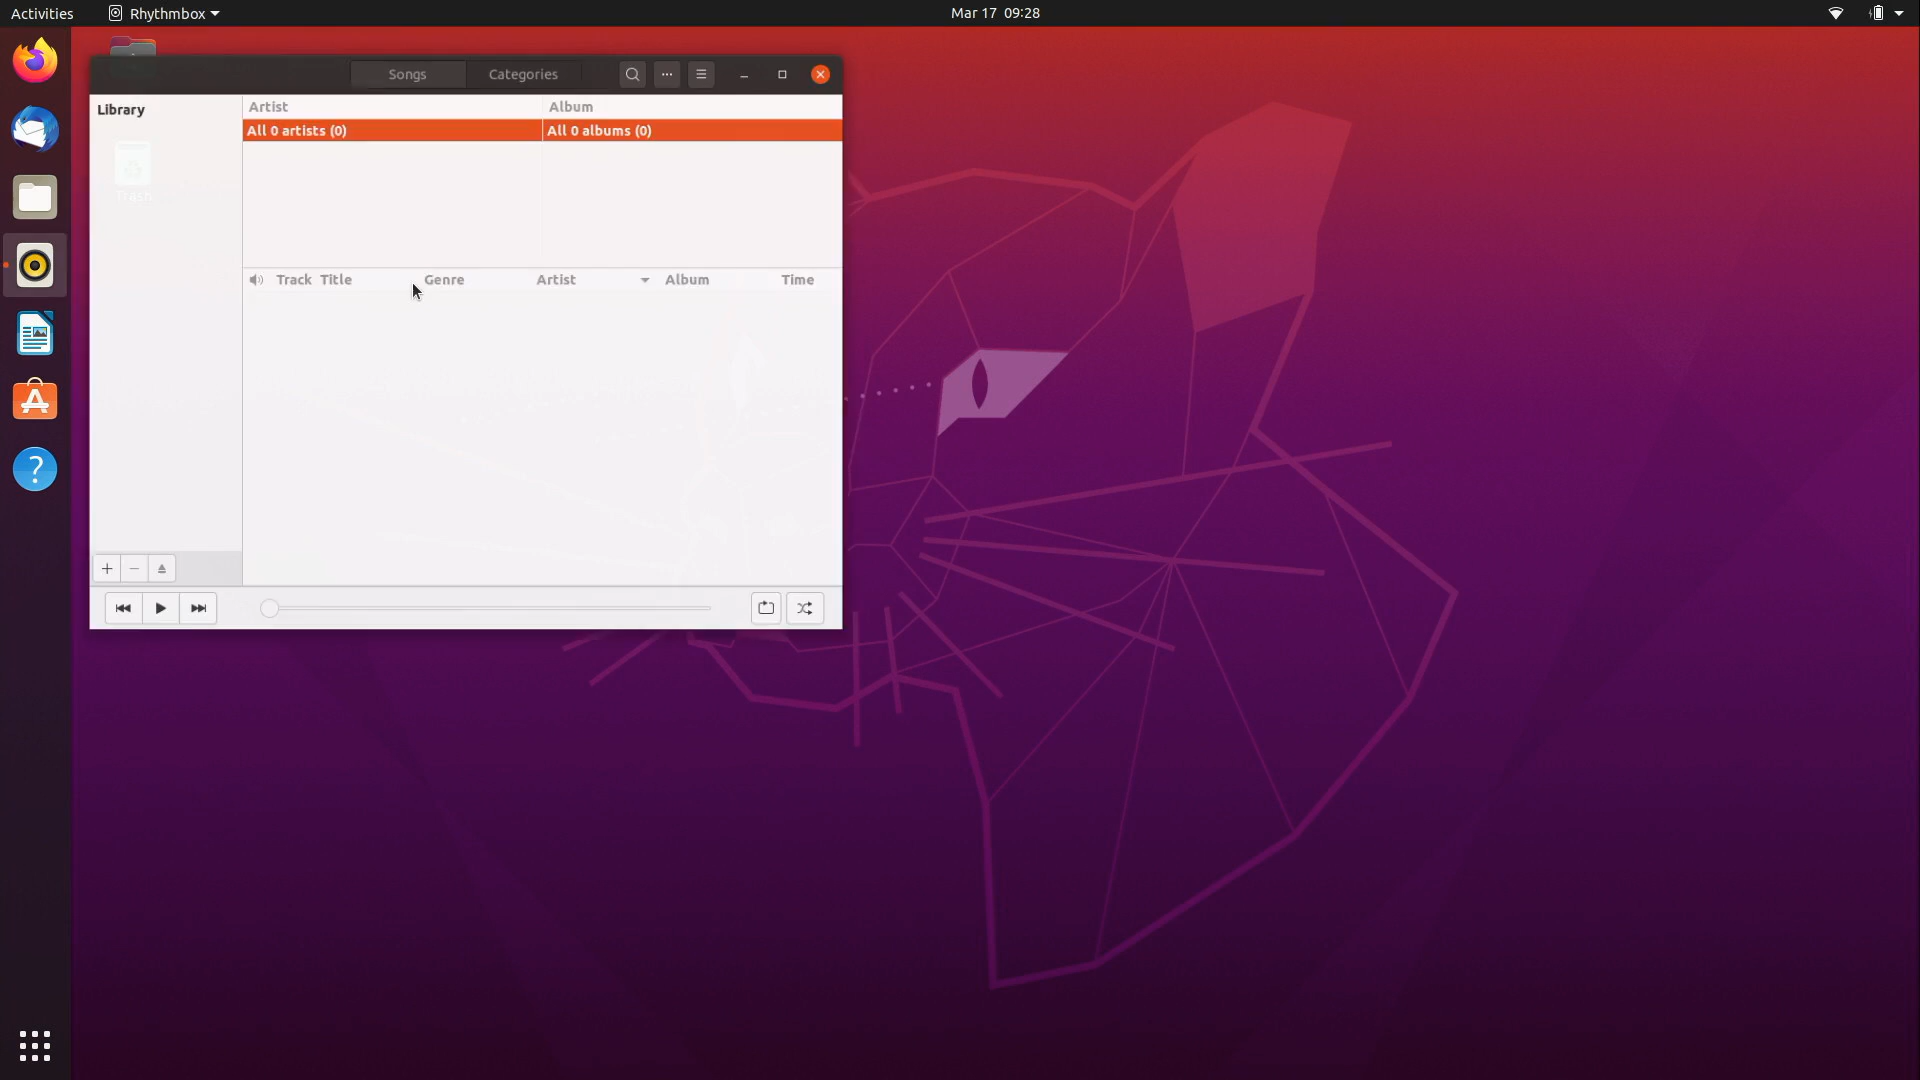 Activities
Rhythmbox
Mar 17 09:28
Songs
Categories
Library
Artist
Album
All 0 artists (0)
All 0 albums (0)
Trash
Track Title Genre Artist Album Time